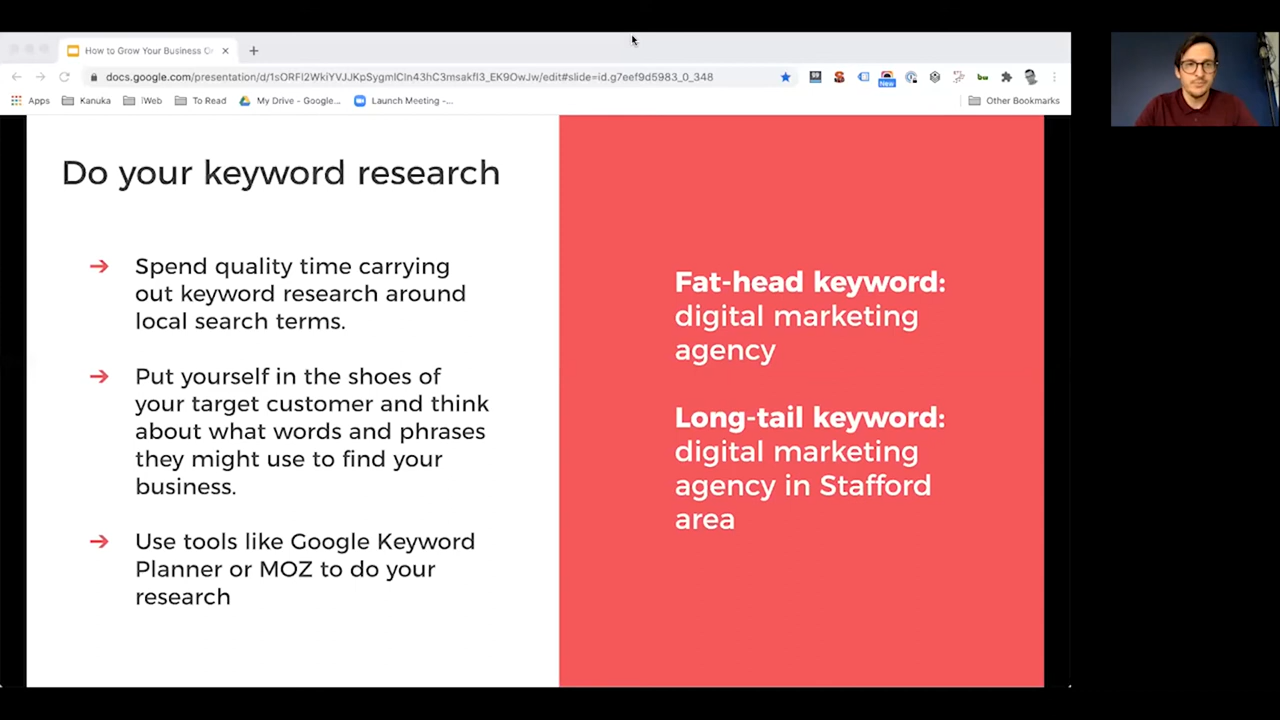 How to Grow Your Business O
docs.google.com/presentation/d/1sORFI2WkiYVJJKpSygmlCln43hC3msakfl3_EK9OwJw/edit#slide=id.g7eef9d5983_0_348
New
Apps Kanuka iWeb To Read My Drive - Google... Launch Meeting -... Other Bookmarks
Do your keyword research
➔ Spend quality time carrying
out keyword research around
local search terms.
➔ Put yourself in the shoes of
your target customer and think
about what words and phrases
they might use to find your
business.
➔ Use tools like Google Keyword
Planner or MOZ to do your
research
Fat-head keyword:
digital marketing
agency
Long-tail keyword:
digital marketing
agency in Stafford
area